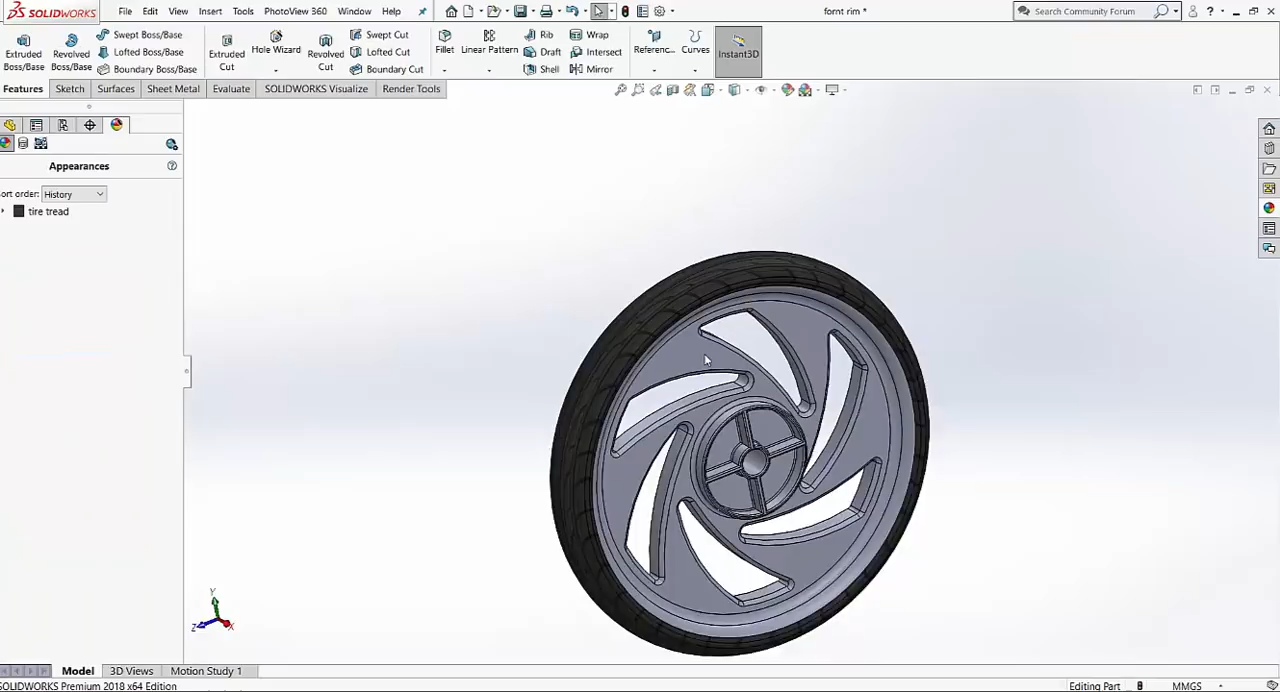 SOLIDWORKS File Edit View Insert Tools PhotoView 360 Window Help fornt rim * Search Community Forum ?
Extruded Boss/Base Revolved Boss/Base Swept Boss/Base Lofted Boss/Base Boundary Boss/Base Extruded Cut Hole Wizard Revolved Cut Swept Cut Lofted Cut Boundary Cut Fillet Linear Pattern Rib Draft Shell Wrap Intersect Mirror Referenc... Curves Instant3D
Features Sketch Surfaces Sheet Metal Evaluate SOLIDWORKS Visualize Render Tools
Appearances
ort order: History
tire tread
Y
Z X
Model 3D Views Motion Study 1
SOLIDWORKS Premium 2018 x64 Edition Editing Part MMGS